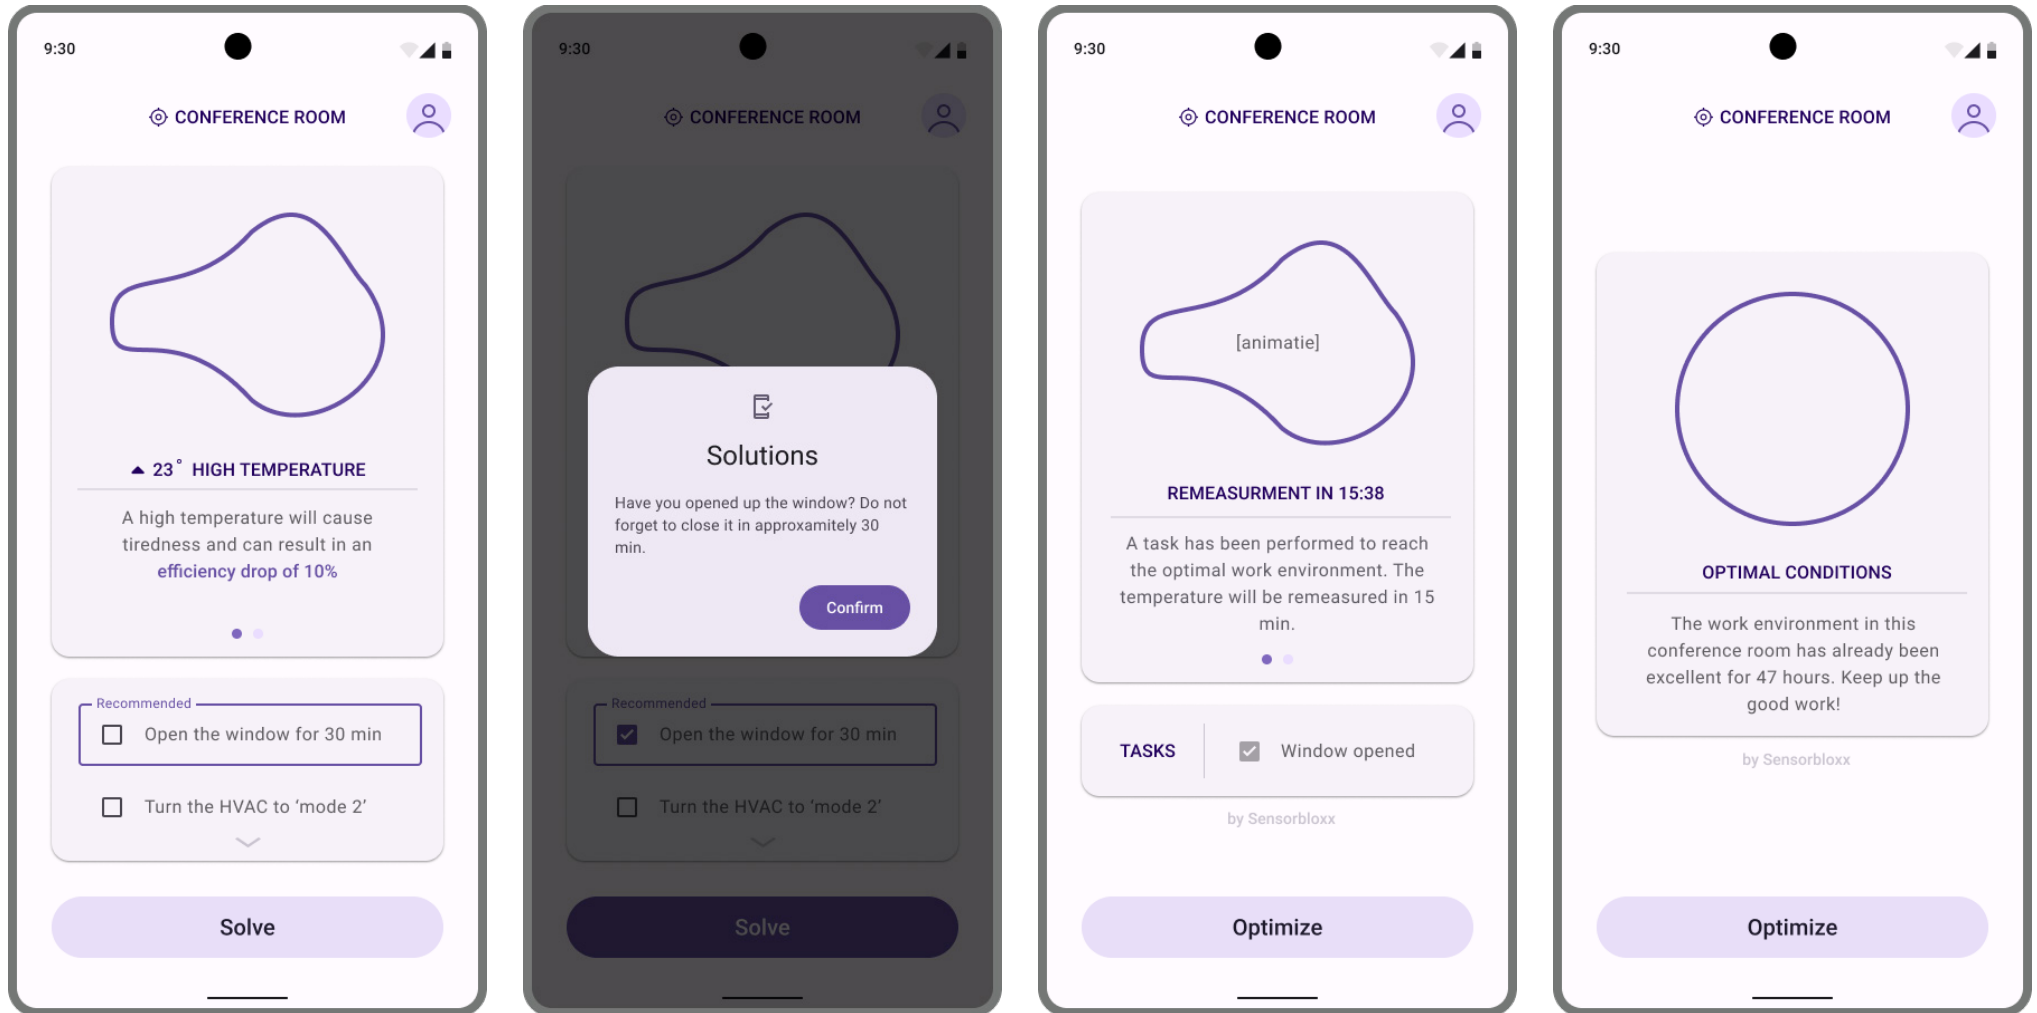 9:30
CONFERENCE ROOM
23° HIGH TEMPERATURE
A high temperature will cause
tiredness and can result in an
efficiency drop of 10%
Recommended
Open the window for 30 min
Turn the HVAC to ‘mode 2’
Solve
9:30
CONFERENCE ROOM
Solutions
Have you opened up the window? Do not
forget to close it in approxamitely 30
min.
Confirm
Recommended
Open the window for 30 min
Turn the HVAC to ‘mode 2’
Solve
9:30
CONFERENCE ROOM
[animatie]
REMEASURMENT IN 15:38
A task has been performed to reach
the optimal work environment. The
temperature will be remeasured in 15
min.
TASKS
Window opened
by Sensorbloxx
Optimize
9:30
CONFERENCE ROOM
OPTIMAL CONDITIONS
The work environment in this
conference room has already been
excellent for 47 hours. Keep up the
good work!
by Sensorbloxx
Optimize